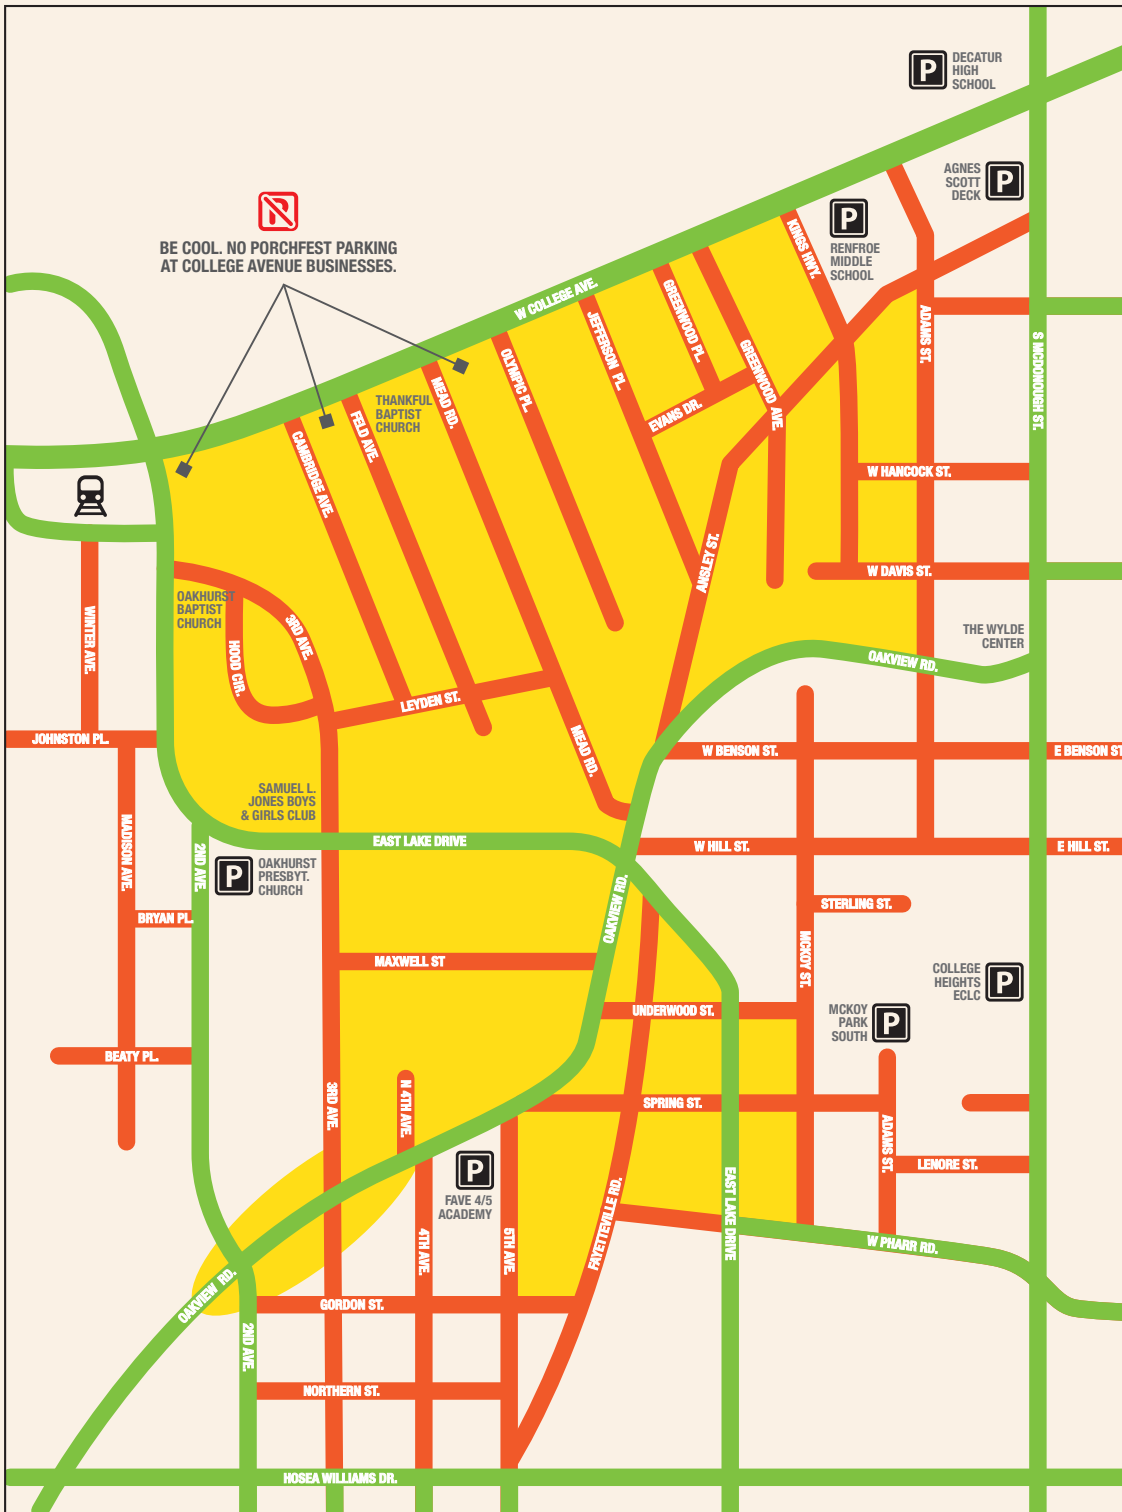 P
DECATUR
HIGH
SCHOOL
AGNES
SCOTT
DECK
P
P
RENFROE
MIDDLE
SCHOOL
P
BE COOL. NO PORCHFEST PARKING
AT COLLEGE AVENUE BUSINESSES.
W COLLEGE AVE.
KINGS HWY.
GREENWOOD PL.
JEFFERSON PL.
GREENWOOD AVE.
ADAMS ST.
S MCDONOUGH ST.
OLYMPIC PL.
MEAD RD.
THANKFUL
BAPTIST
CHURCH
FELD AVE.
CAMBRIDGE AVE.
EVANS DR.
W HANCOCK ST.
ANSLEY ST.
W DAVIS ST.
OAKHURST
BAPTIST
CHURCH
WINTER AVE.
HOOD CIR.
3RD AVE.
THE WYLDE
CENTER
OAKVIEW RD.
LEYDEN ST.
JOHNSTON PL.
MEAD RD.
W BENSON ST.
E BENSON ST
SAMUEL L.
JONES BOYS
& GIRLS CLUB
MADISON AVE.
2ND AVE.
EAST LAKE DRIVE
W HILL ST.
E HILL ST.
P
OAKHURST
PRESBYT.
CHURCH
OAKVIEW RD.
STERLING ST.
BRYAN PL.
MCKOY ST.
MAXWELL ST
COLLEGE
HEIGHTS
ECLC
P
UNDERWOOD ST.
MCKOY
PARK
SOUTH
P
BEATY PL.
3RD AVE.
N 4TH AVE.
SPRING ST.
ADAMS ST.
LENORE ST.
P
FAVE 4/5
ACADEMY
4TH AVE.
5TH AVE.
FAYETTEVILLE RD.
EAST LAKE DRIVE
W PHARR RD.
OAKVIEW RD.
GORDON ST.
2ND AVE.
NORTHERN ST.
HOSEA WILLIAMS DR.